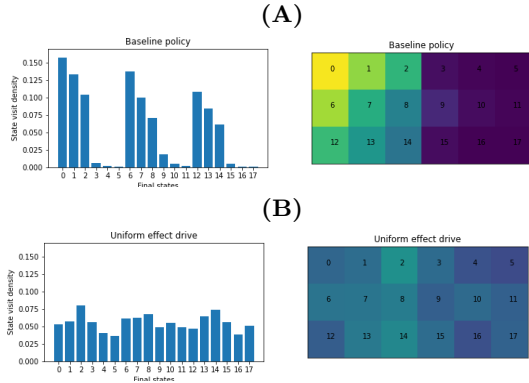 (A)
Baseline policy
State visit density
0.150
0.125
0.100
0.075
0.050
0.025
0.000
0 1 2 3 4 5 6 7 8 9 10 11 12 13 14 15 16 17
Final states
Baseline policy
0 1 2 3 4 5
6 7 8 9 10 11
12 13 14 15 16 17
(B)
Uniform effect drive
State visit density
0.150
0.125
0.100
0.075
0.050
0.025
0.000
0 1 2 3 4 5 6 7 8 9 10 11 12 13 14 15 16 17
Final states
Uniform effect drive
0 1 2 3 4 5
6 7 8 9 10 11
12 13 14 15 16 17